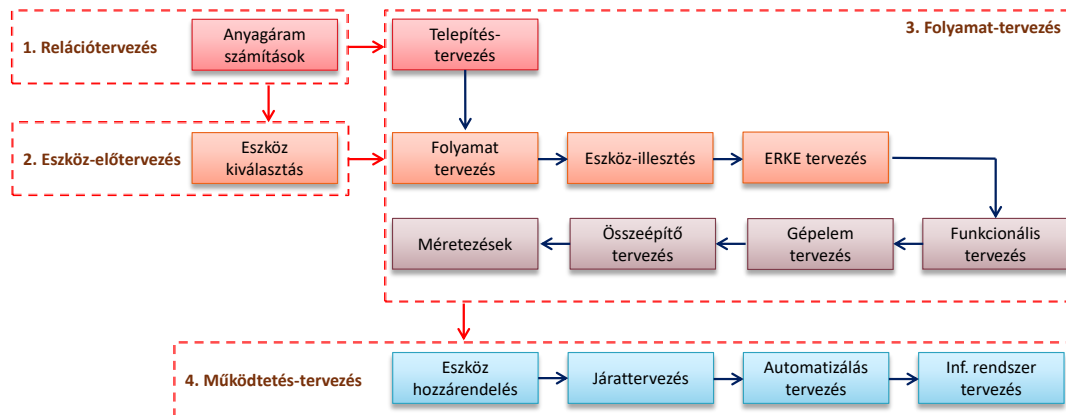 1. Relációtervezés
Anyagáram
számítások
Telepítés-
tervezés
3. Folyamat-tervezés
2. Eszköz-előtervezés
Eszköz
kiválasztás
Folyamat
tervezés
Eszköz-illesztés
ERKE tervezés
Méretezések
Összeépítő
tervezés
Gépelem
tervezés
Funkcionális
tervezés
4. Működtetés-tervezés
Eszköz
hozzárendelés
Járattervezés
Automatizálás
tervezés
Inf. rendszer
tervezés